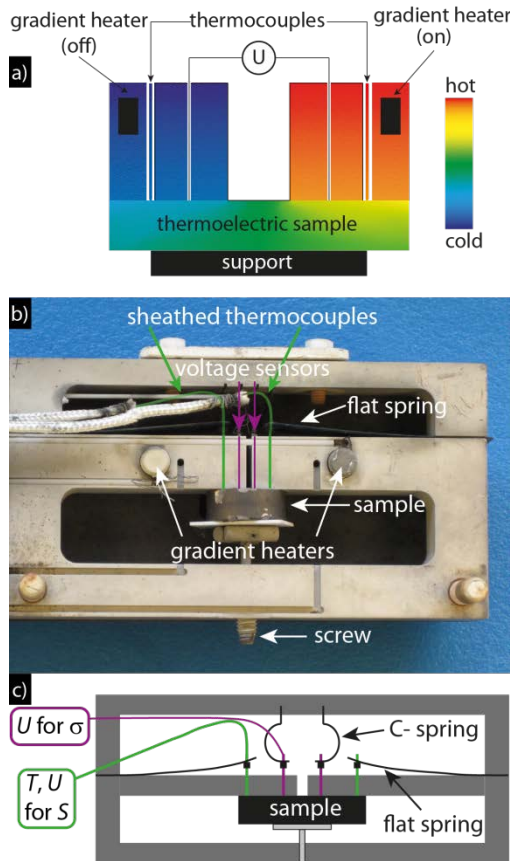 gradient heater
(off)
thermocouples
gradient heater
(on)
a)
U
hot
thermoelectric sample
cold
support
b)
sheathed thermocouples
voltage sensors
flat spring
sample
gradient heaters
screw
c)
U for σ
C- spring
T, U
for S
sample
flat spring